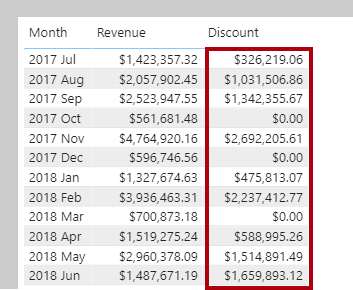 Month Revenue Discount
2017 Jul $1,423,357.32 $326,219.06
2017 Aug $2,057,902.45 $1,031,506.86
2017 Sep $2,523,947.55 $1,342,355.67
2017 Oct $561,681.48 $0.00
2017 Nov $4,764,920.16 $2,692,205.61
2017 Dec $596,746.56 $0.00
2018 Jan $1,327,674.63 $475,813.07
2018 Feb $3,936,463.31 $2,237,412.77
2018 Mar $700,873.18 $0.00
2018 Apr $1,519,275.24 $588,995.26
2018 May $2,960,378.09 $1,514,891.49
2018 Jun $1,487,671.19 $1,659,893.12